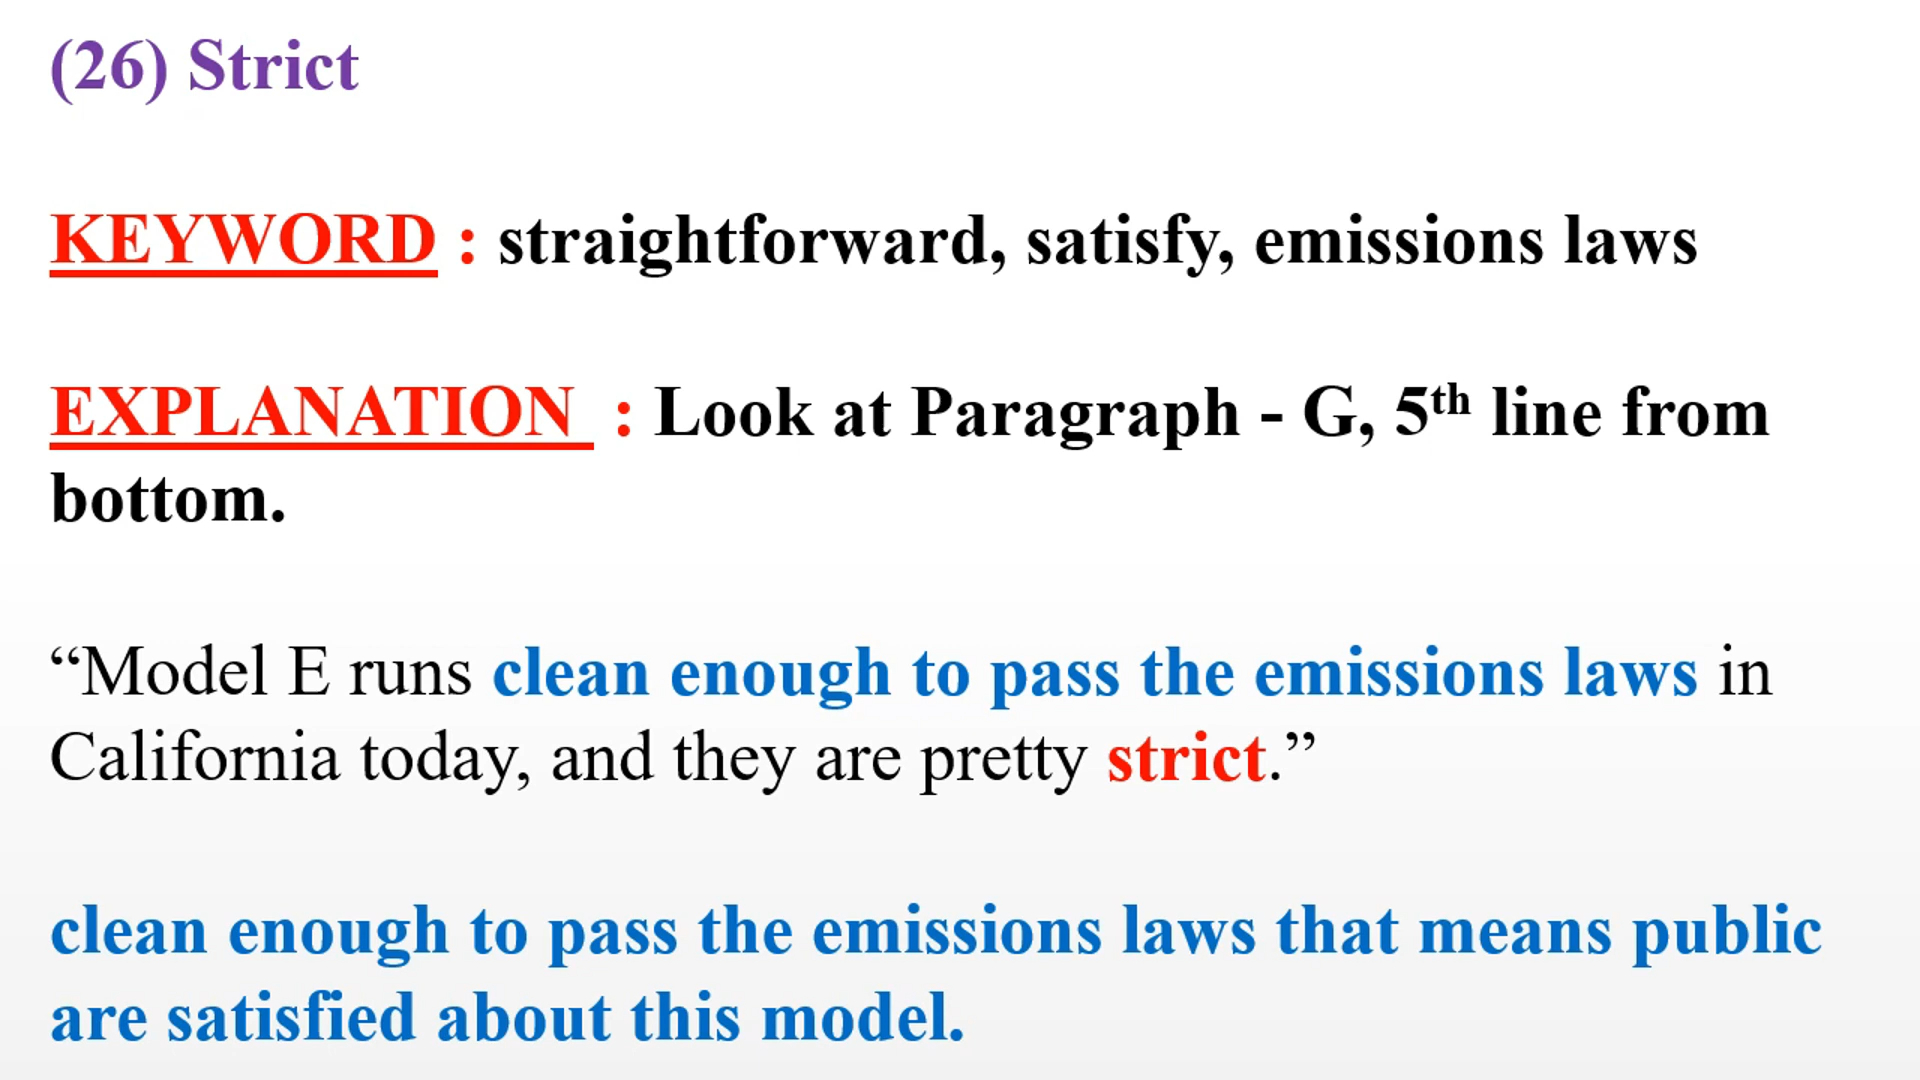 (26) Strict
KEYWORD : straightforward, satisfy, emissions laws
EXPLANATION : Look at Paragraph - G, 5th line from
bottom.
“Model E runs clean enough to pass the emissions laws in
California today, and they are pretty strict.”
clean enough to pass the emissions laws that means public
are satisfied about this model.